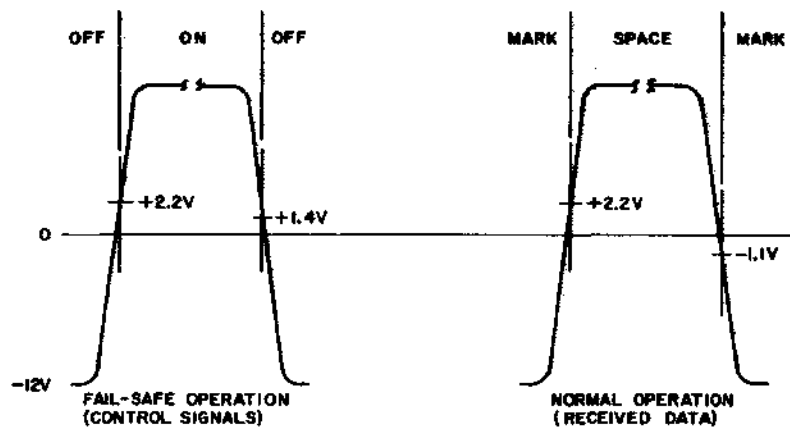 OFF ON OFF
MARK SPACE MARK
+2.2V
+1.4V
+2.2V
-1.1V
0
-12V
FAIL-SAFE OPERATION
(CONTROL SIGNALS)
NORMAL OPERATION
(RECEIVED DATA)